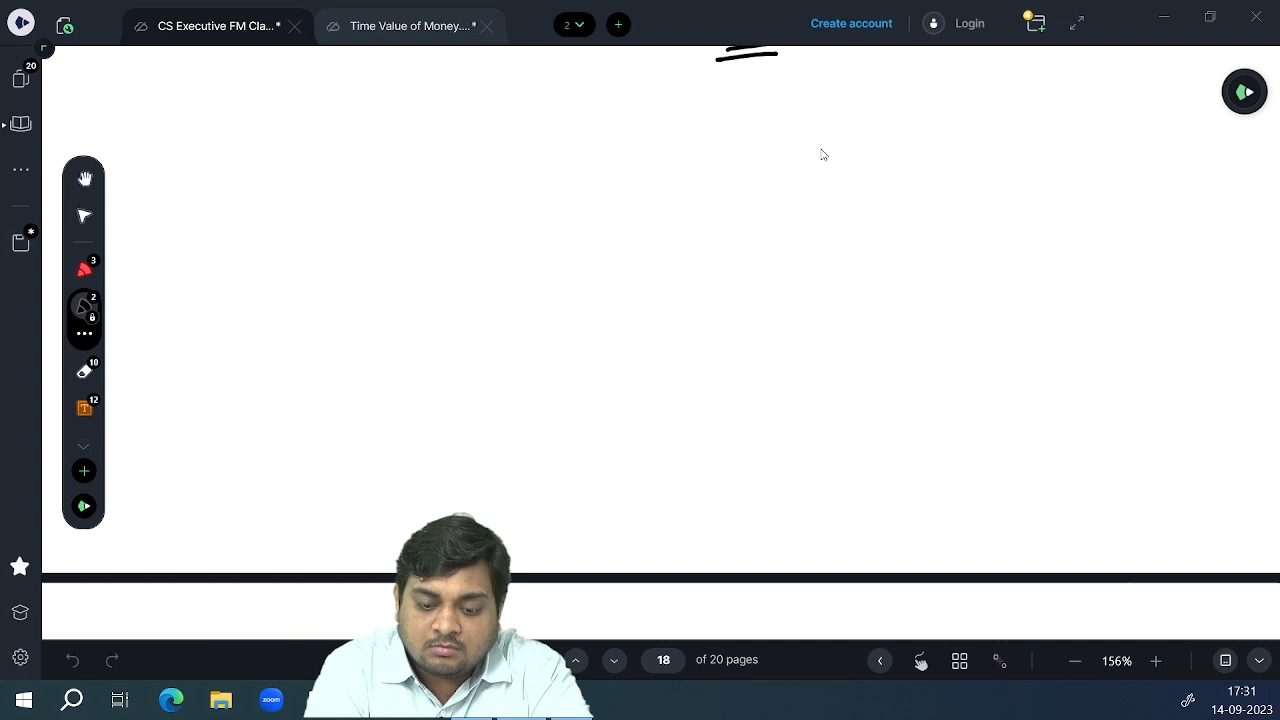 CS Executive FM Cla... *
Time Value of Money.... *
2
Create account
Login
20
*
3
2
10
12
T
18
of 20 pages
156%
zoom
17:31
14-09-2023